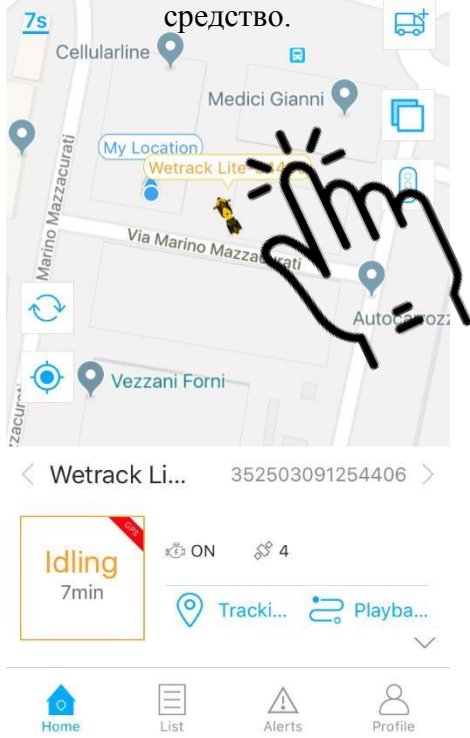 средство.
7s
Cellularline
Medici Gianni
My Location
Wetrack Lite
Marino Mazzacurati
Via Marino Mazzacurati
Autocarrozz
Vezzani Forni
Wetrack Li...
352503091254406
GPS
Idling
7min
ON
4
Tracki...
Playba...
Home
List
Alerts
Profile